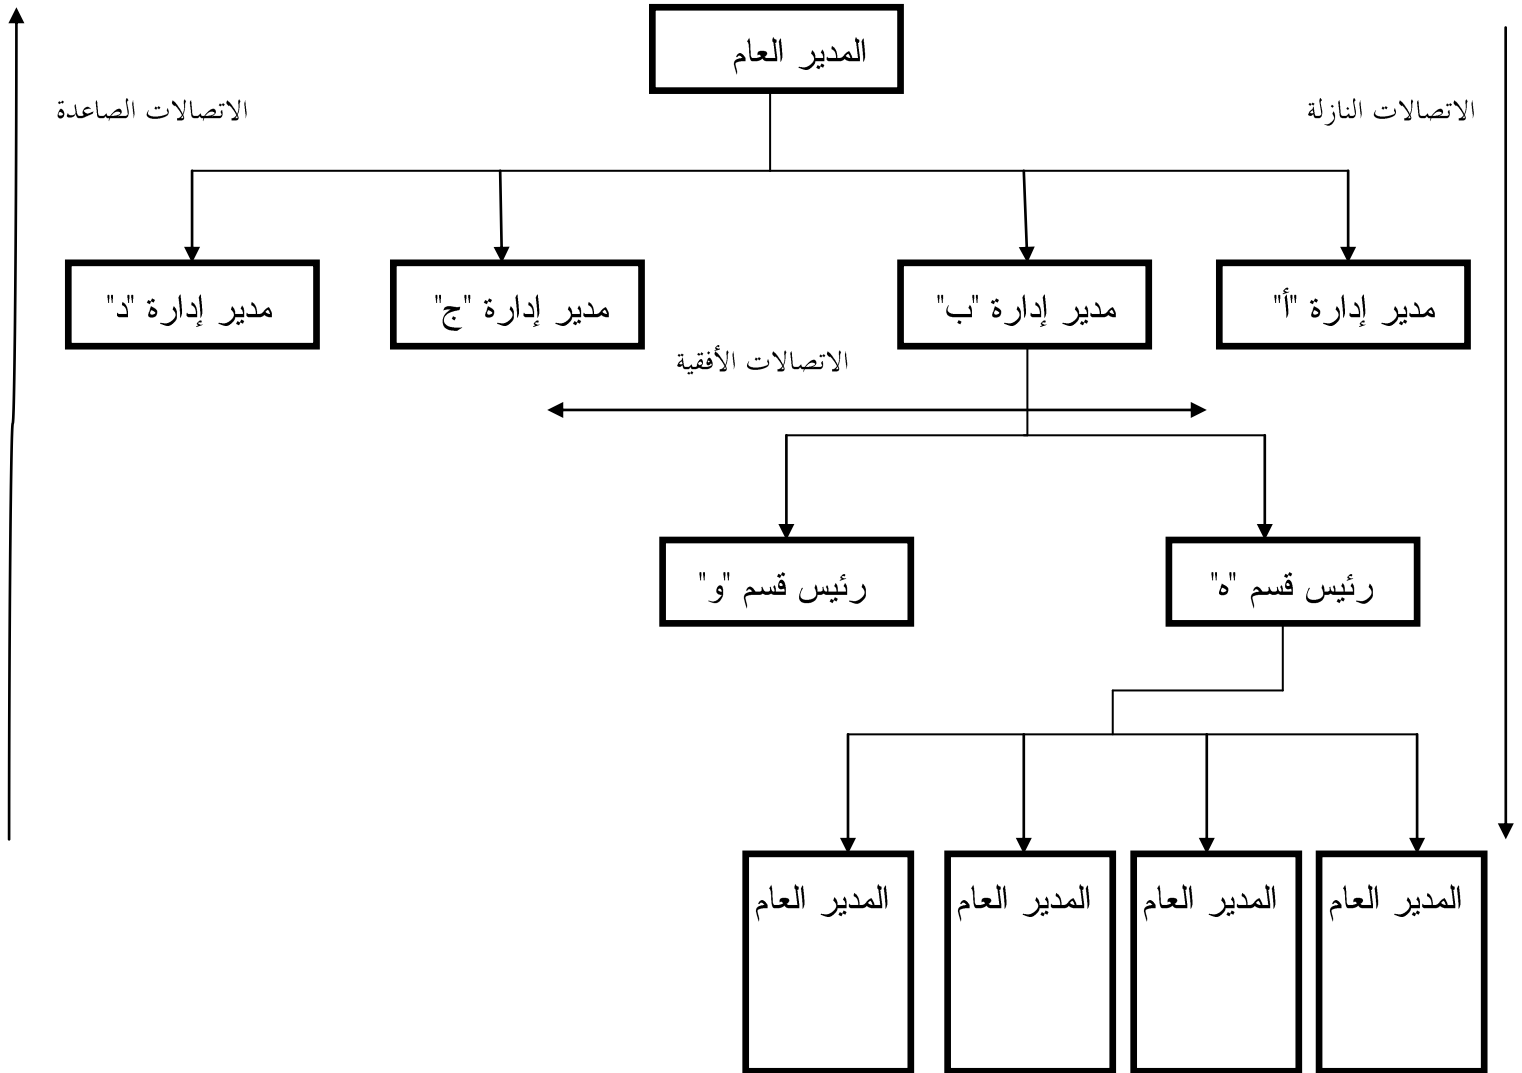 المدير العام
الاتصالات النازلة
الاتصالات الصاعدة
مدير إدارة "أ"
مدير إدارة "ب"
مدير إدارة "ج"
مدير إدارة "د"
الاتصالات الأفقية
رئيس قسم "ه"
رئيس قسم "و"
المدير العام
المدير العام
المدير العام
المدير العام